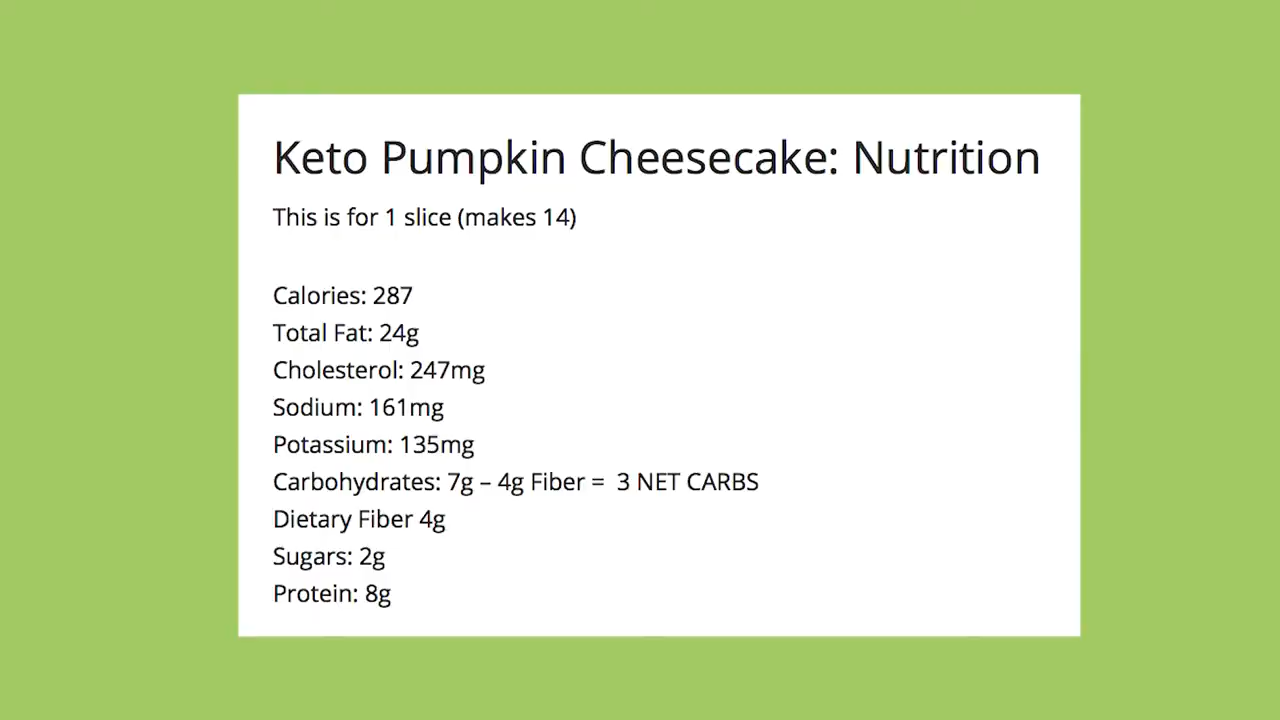 Keto Pumpkin Cheesecake: Nutrition
This is for 1 slice (makes 14)
Calories: 287
Total Fat: 24g
Cholesterol: 247mg
Sodium: 161mg
Potassium: 135mg
Carbohydrates: 7g – 4g Fiber =  3 NET CARBS
Dietary Fiber 4g
Sugars: 2g
Protein: 8g